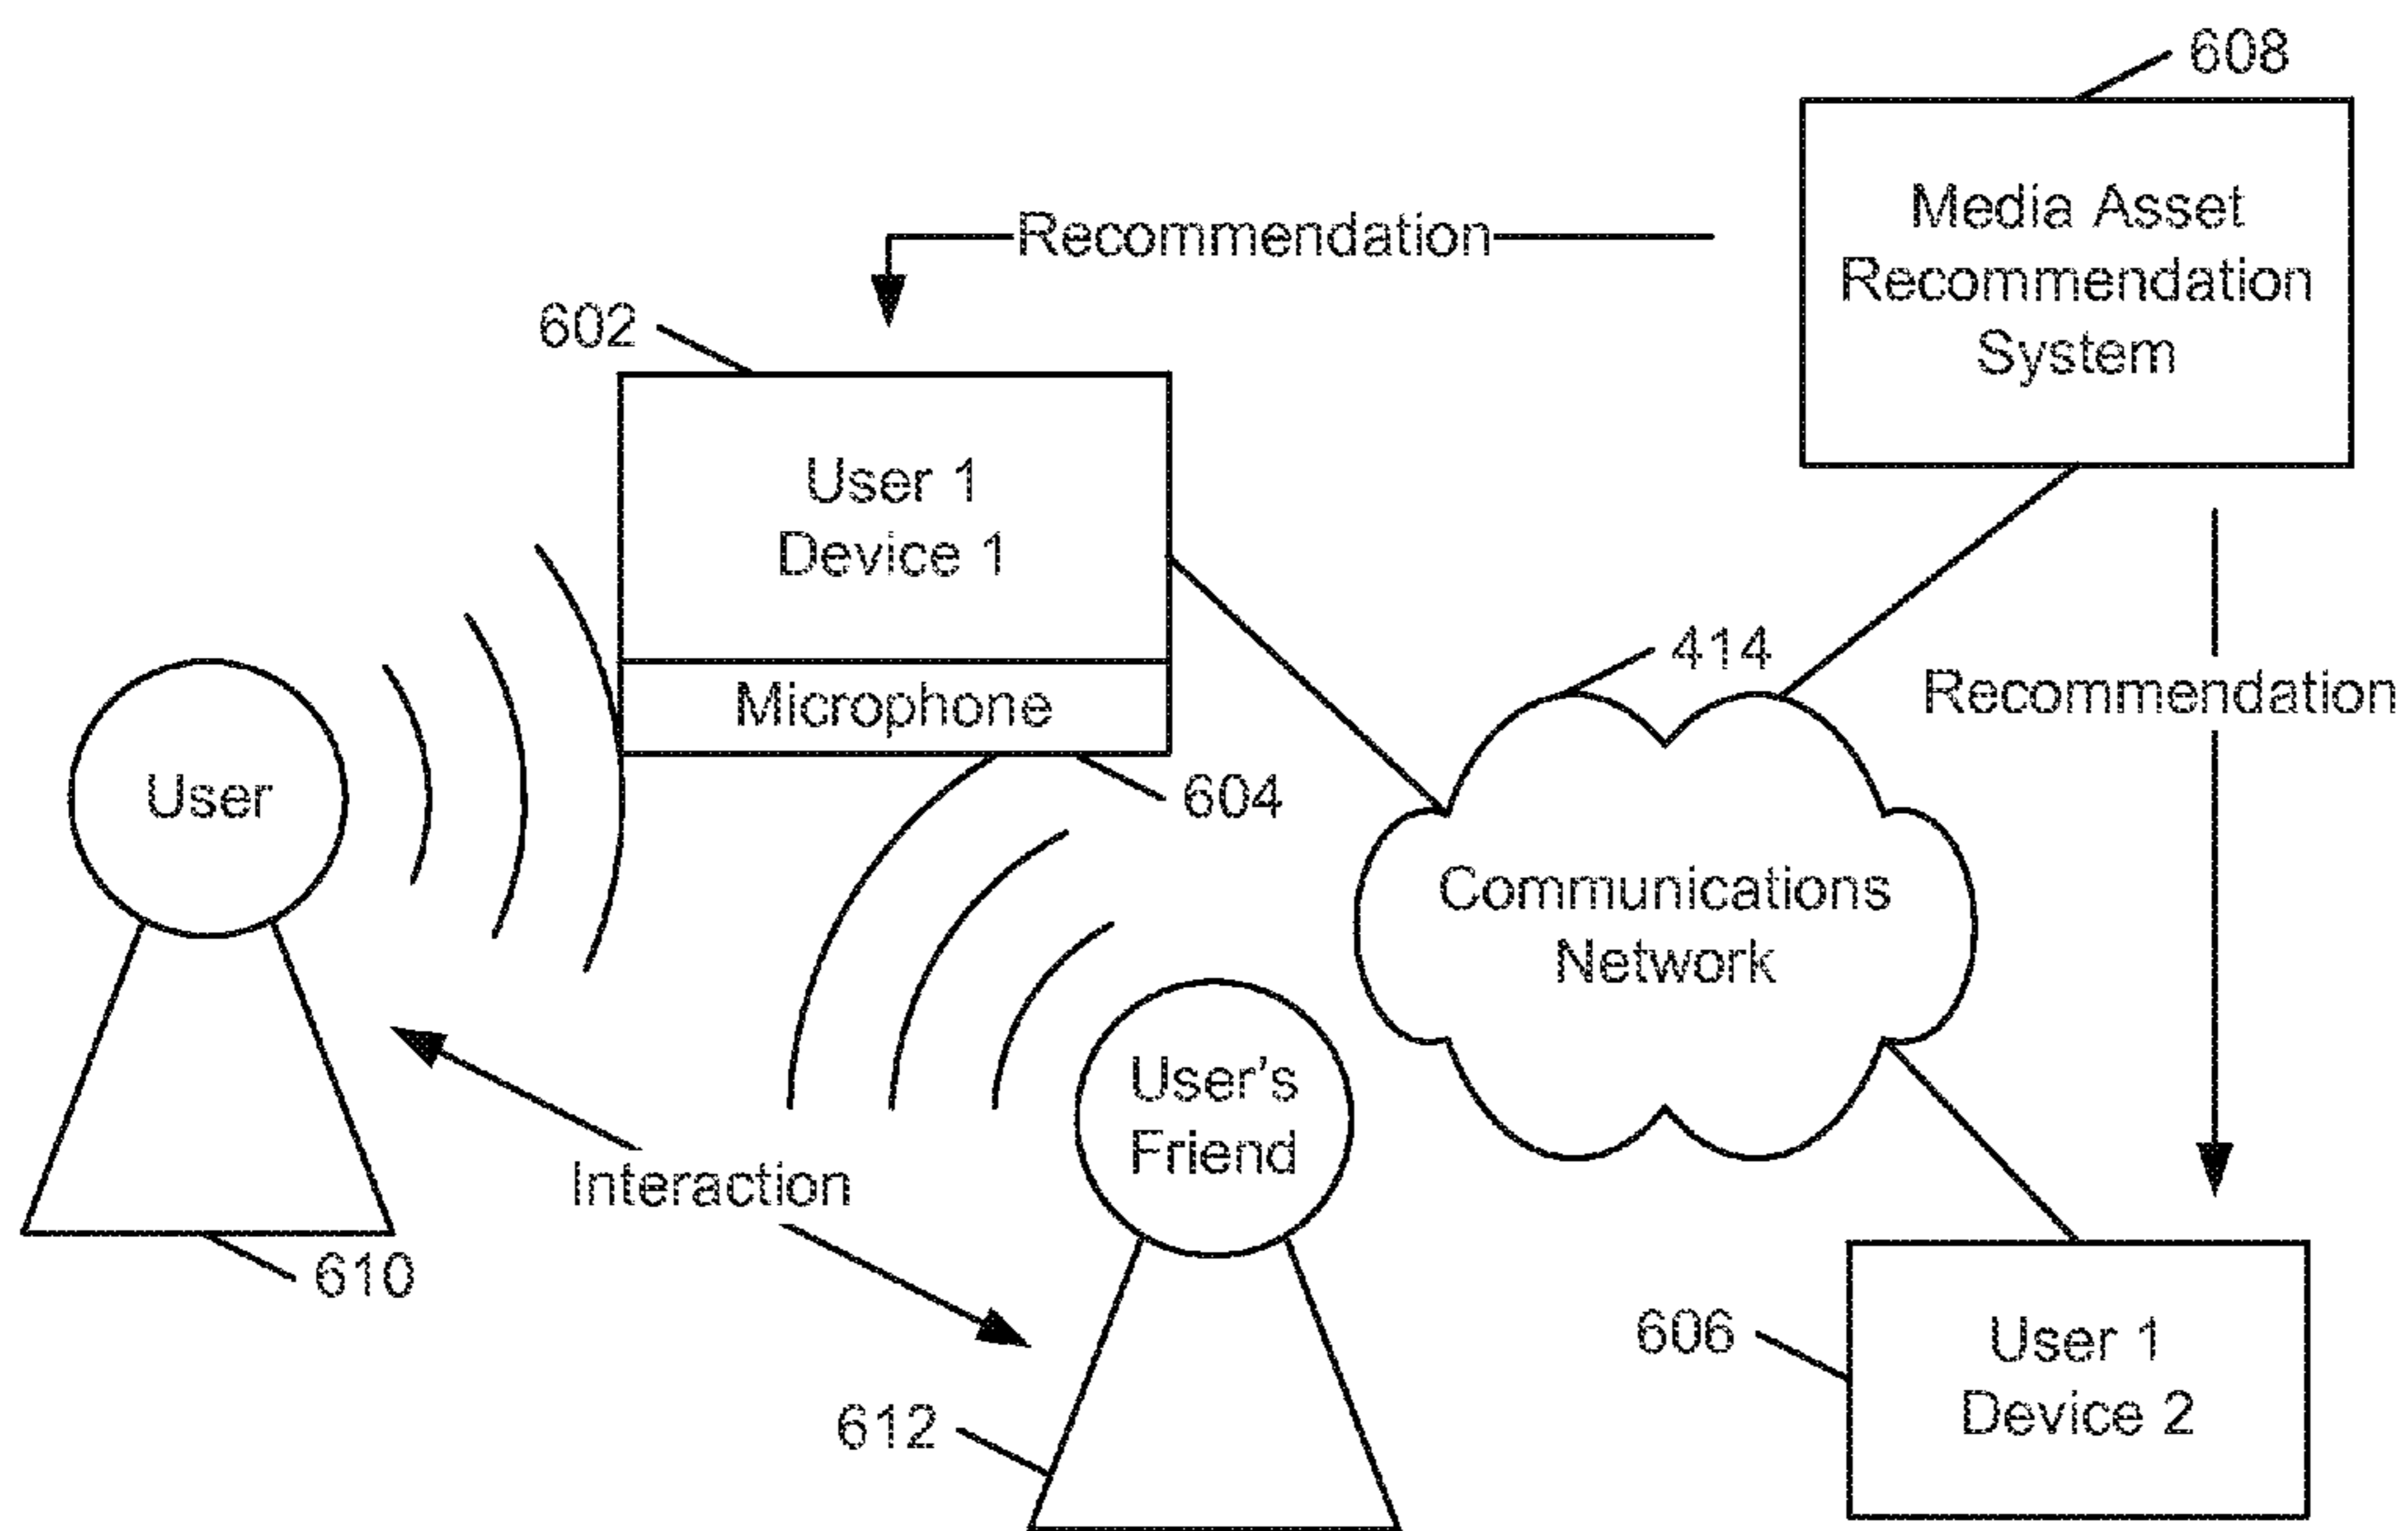 608
Media Asset
Recommendation
System
Recommendation
602
User 1
Device 1
Microphone
604
414
Recommendation
User
Communications
Network
User's
Friend
Interaction
610
606
User 1
Device 2
612